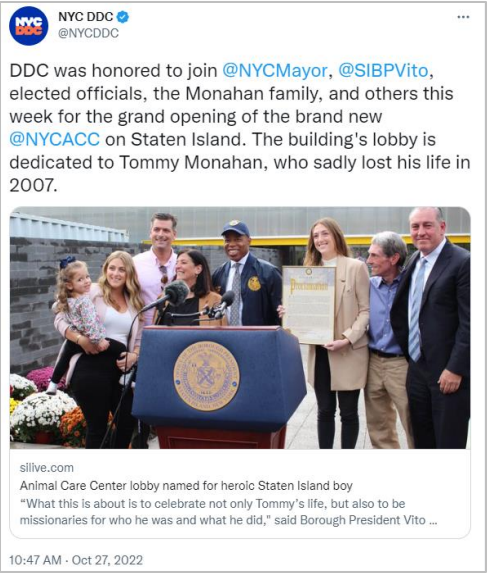 NYC DDC
@NYCDDC
NYC
DDC
DDC was honored to join @NYCMayor, @SIBPVito,
elected officials, the Monahan family, and others this
week for the grand opening of the brand new
@NYCACC on Staten Island. The building's lobby is
dedicated to Tommy Monahan, who sadly lost his life in
2007.
Proclamation
silive.com
Animal Care Center lobby named for heroic Staten Island boy
“What this is about is to celebrate not only Tommy’s life, but also to be
missionaries for who he was and what he did,” said Borough President Vito ...
10:47 AM · Oct 27, 2022